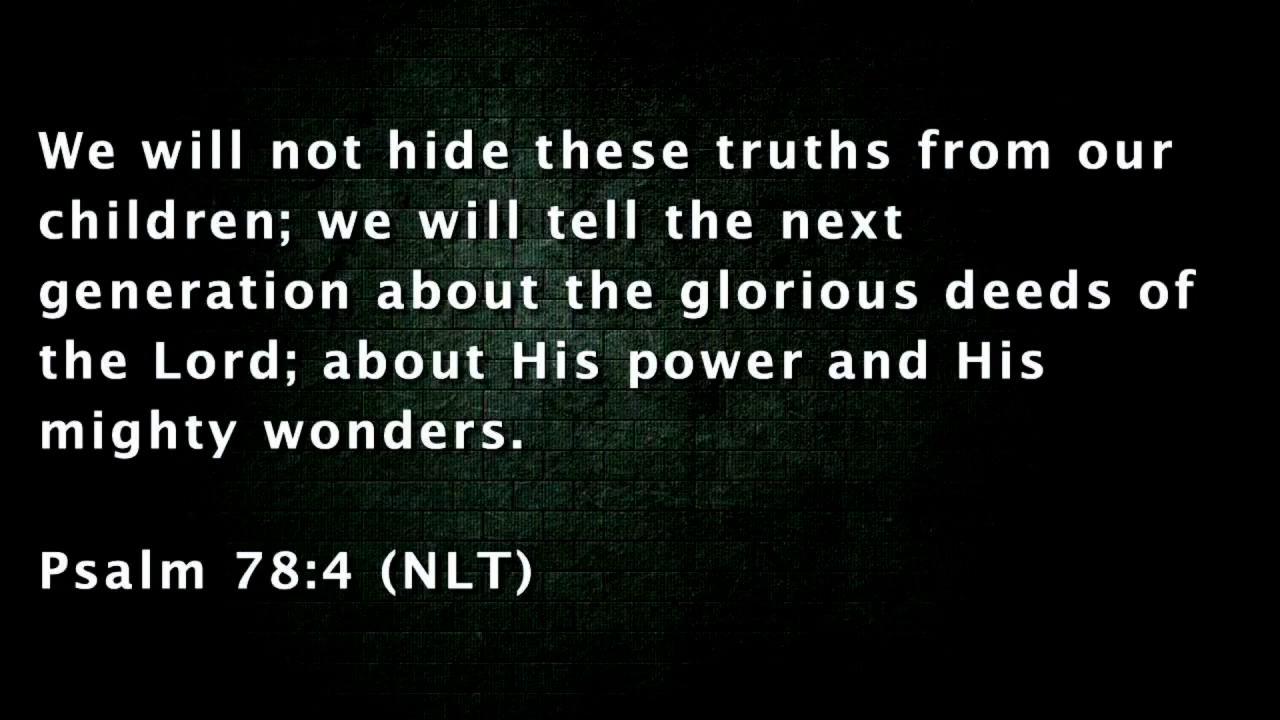 We will not hide these truths from our
children; we will tell the next
generation about the glorious deeds of
the Lord; about His power and His
mighty wonders.
Psalm 78:4 (NLT)